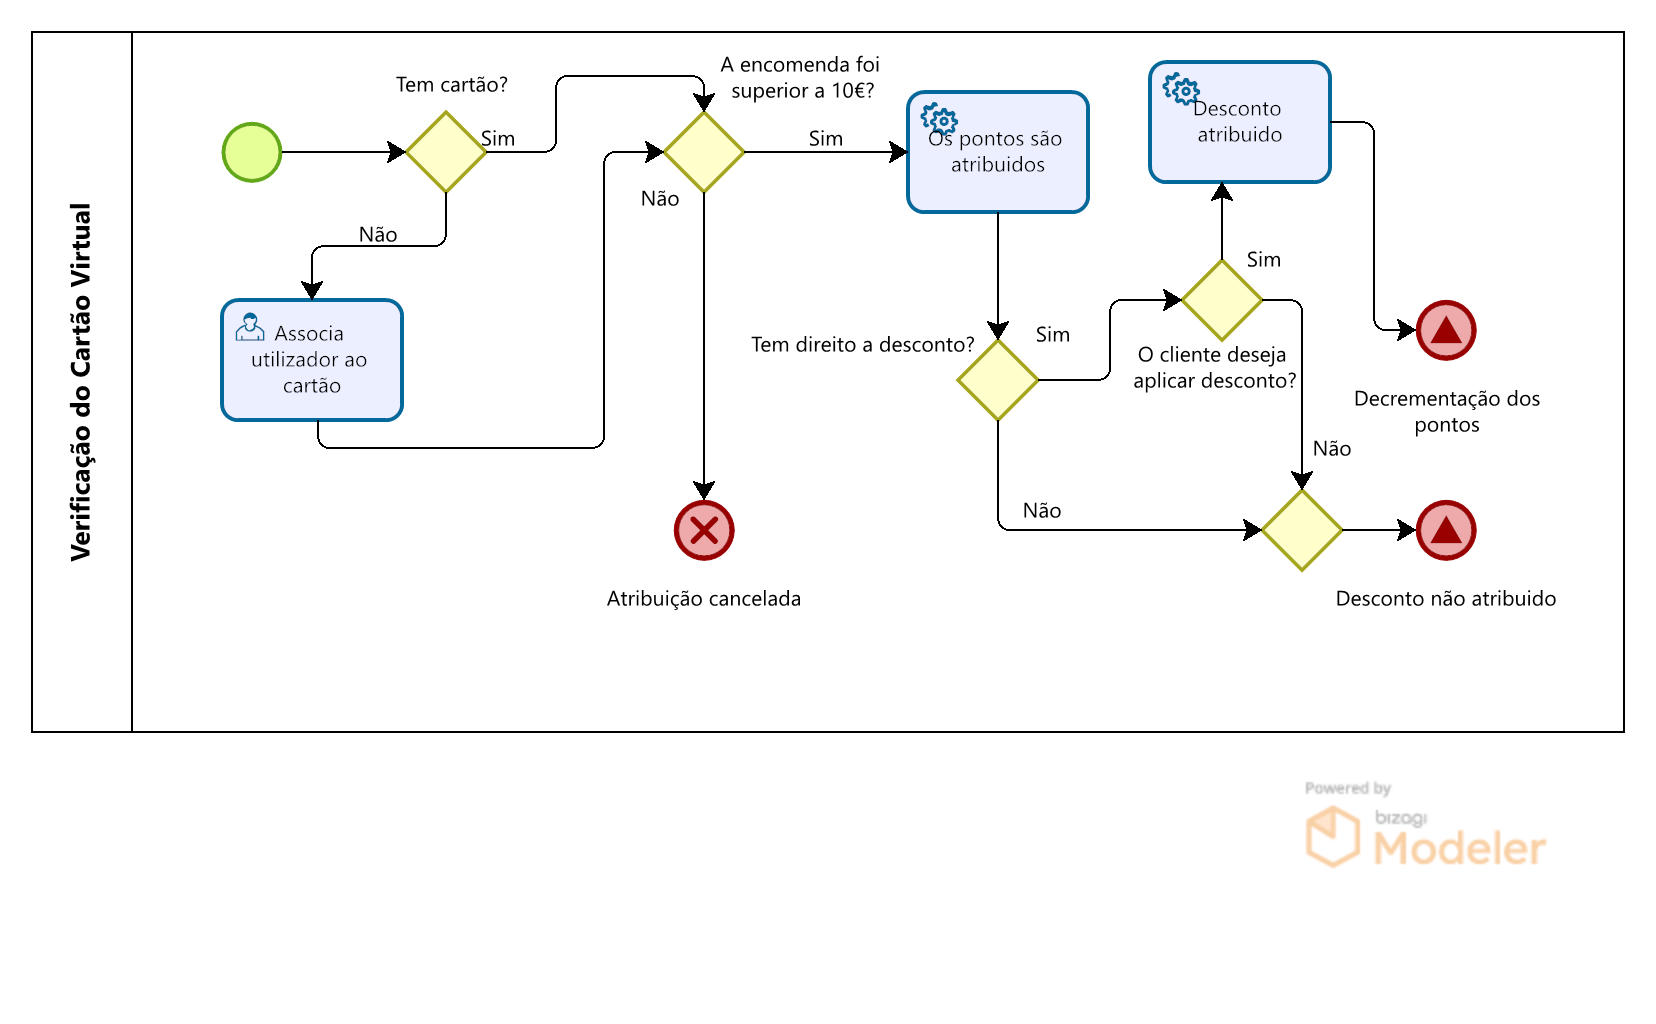 Verificação do Cartão Virtual
Tem cartão?
Sim
Não
Associa
utilizador ao
cartão
A encomenda foi
superior a 10€?
Sim
Não
Atribuição cancelada
Os pontos são
atribuidos
Tem direito a desconto?
Sim
Não
O cliente deseja
aplicar desconto?
Sim
Não
Desconto
atribuido
Decrementação dos
pontos
Desconto não atribuido
Powered by
bizagi
Modeler